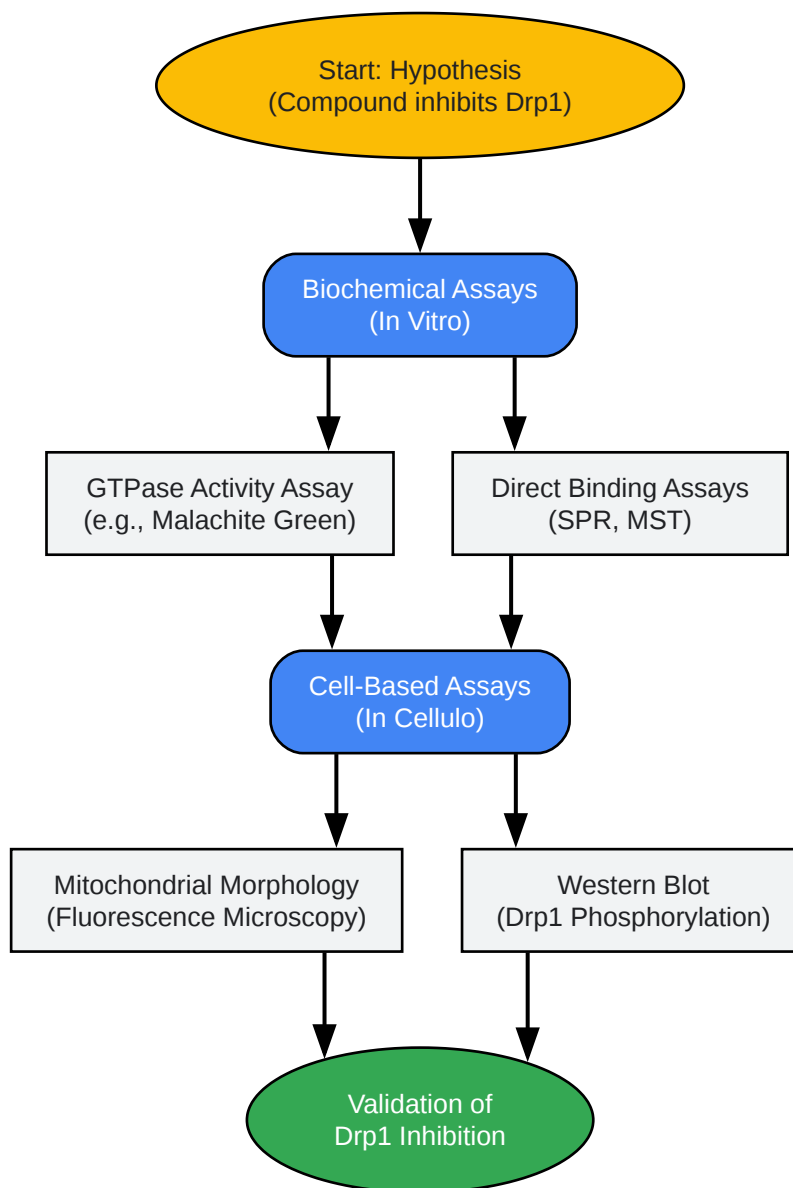 Start: Hypothesis
(Compound inhibits Drp1)
Biochemical Assays
(In Vitro)
GTPase Activity Assay
(e.g., Malachite Green)
Direct Binding Assays
(SPR, MST)
Cell-Based Assays
(In Cellulo)
Mitochondrial Morphology
(Fluorescence Microscopy)
Western Blot
(Drp1 Phosphorylation)
Validation of
Drp1 Inhibition